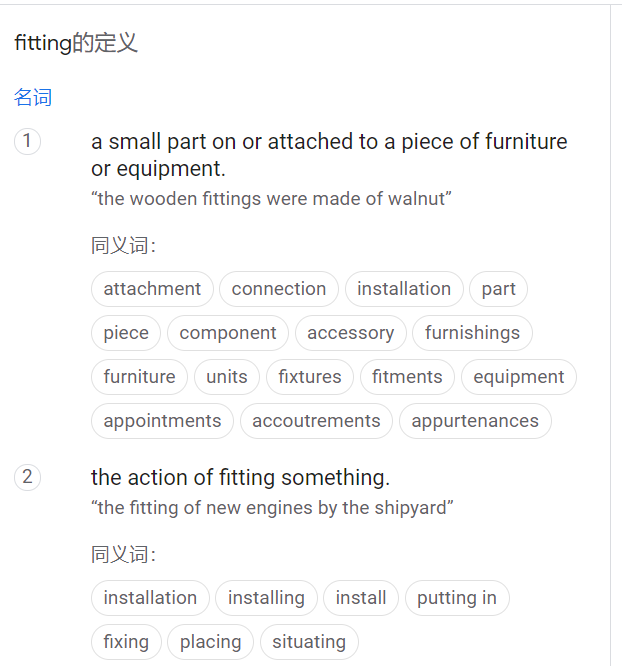 fitting的定义
名词
1 a small part on or attached to a piece of furniture
or equipment.
“the wooden fittings were made of walnut”
同义词：
attachment connection installation part
piece component accessory furnishings
furniture units fixtures fitments equipment
appointments accoutrements appurtenances
2 the action of fitting something.
“the fitting of new engines by the shipyard”
同义词：
installation installing install putting in
fixing placing situating